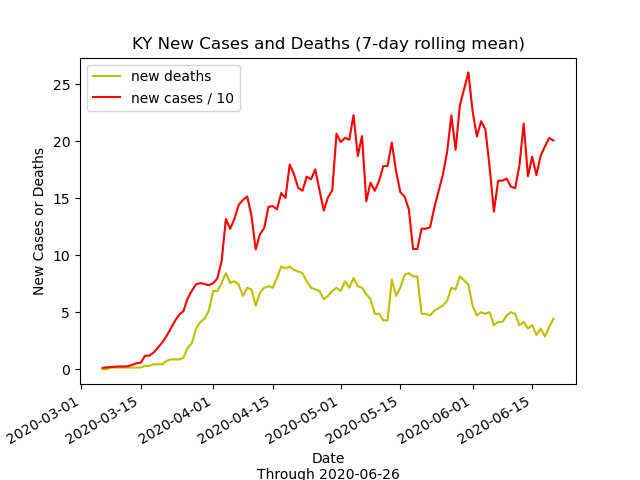 KY New Cases and Deaths (7-day rolling mean)
new deaths
new cases / 10
New Cases or Deaths
25
20
15
10
5
0
2020-03-01
2020-03-15
2020-04-01
2020-04-15
2020-05-01
2020-05-15
2020-06-01
2020-06-15
Date
Through 2020-06-26